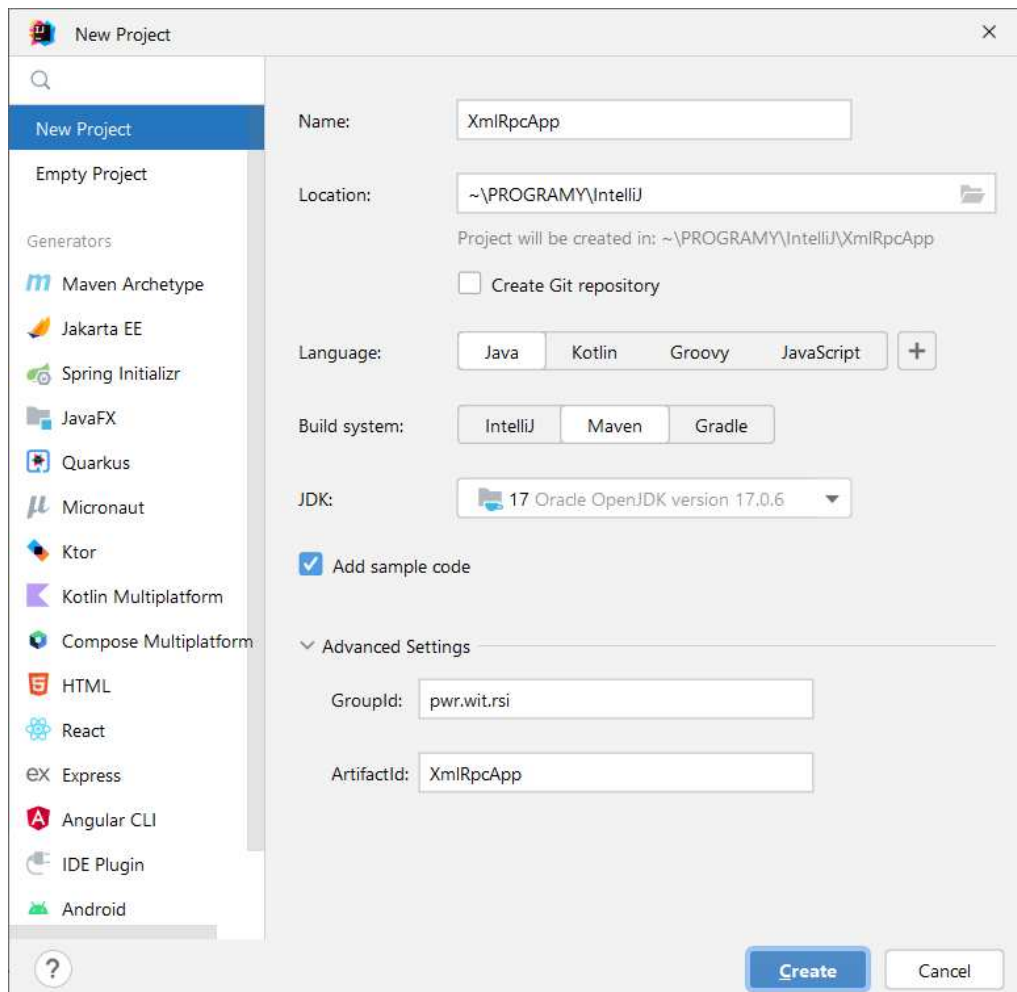 New Project
New Project
Empty Project
Generators
Maven Archetype
Jakarta EE
Spring Initializr
JavaFX
Quarkus
Micronaut
Ktor
Kotlin Multiplatform
Compose Multiplatform
HTML
React
ex Express
Angular CLI
IDE Plugin
Android
Name: XmlRpcApp
Location: ~\PROGRAMY\IntelliJ
Project will be created in: ~\PROGRAMY\IntelliJ\XmlRpcApp
Create Git repository
Language: Java Kotlin Groovy JavaScript +
Build system: IntelliJ Maven Gradle
JDK: 17 Oracle OpenJDK version 17.0.6
Add sample code
Advanced Settings
GroupId: pwr.wit.rsi
ArtifactId: XmlRpcApp
? Create Cancel